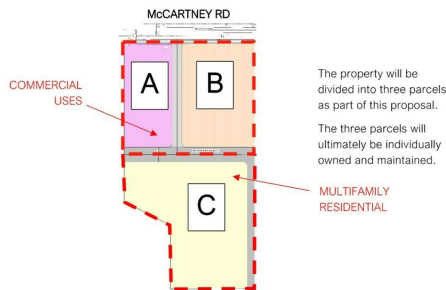 McCARTNEY RD
COMMERCIAL
USES
A
B
The property will be
divided into three parcels
as part of this proposal.
The three parcels will
ultimately be individually
owned and maintained.
C
MULTIFAMILY
RESIDENTIAL